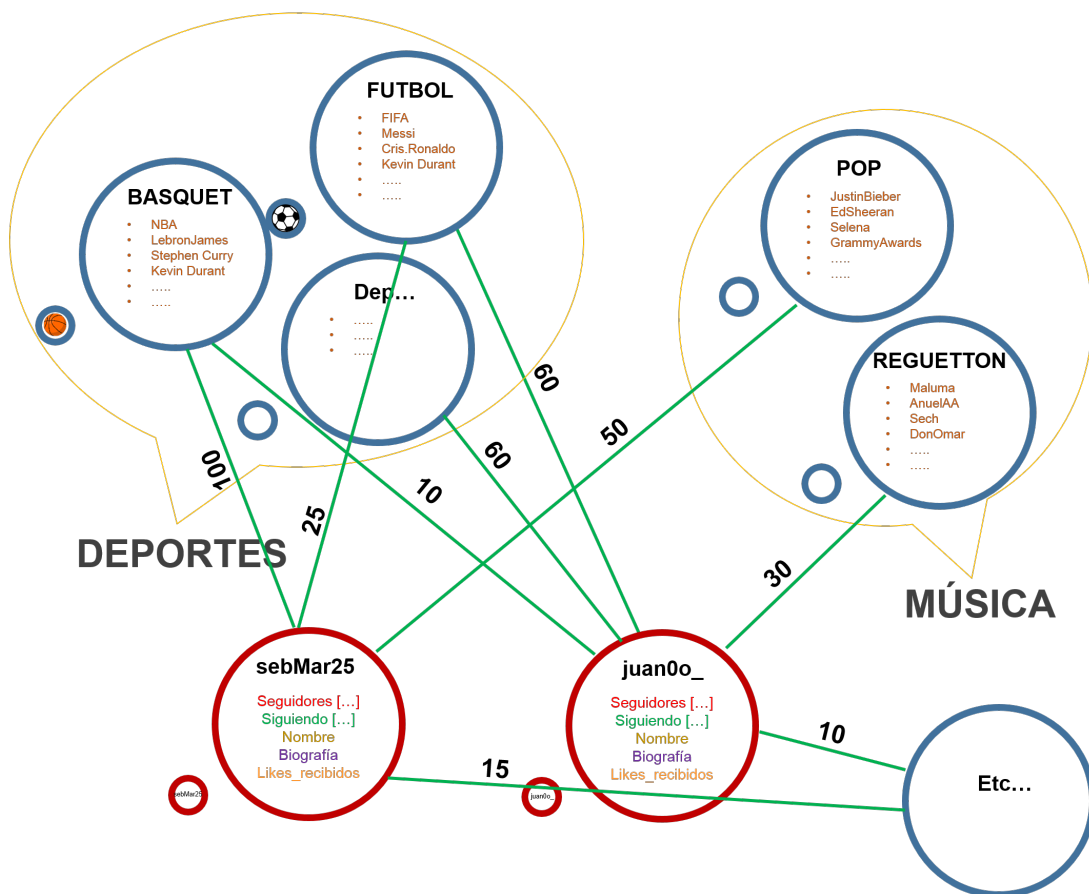 FUTBOL
• FIFA
• Messi
• Cris.Ronaldo
• Kevin Durant
• .....
• .....
BASQUET
• NBA
• LebronJames
• Stephen Curry
• Kevin Durant
• .....
• .....
Dep...
• .....
• .....
• .....
DEPORTES
POP
• JustinBieber
• EdSheeran
• Selena
• GrammyAwards
• .....
• .....
REGUETTON
• Maluma
• AnuelAA
• Sech
• DonOmar
• .....
• .....
MÚSICA
100
25
10
60
60
50
30
sebMar25
Seguidores [...]
Siguiendo [...]
Nombre
Biografía
Likes_recibidos
sebMar25
juan0o_
Seguidores [...]
Siguiendo [...]
Nombre
Biografía
Likes_recibidos
juan0o_
15
10
Etc...